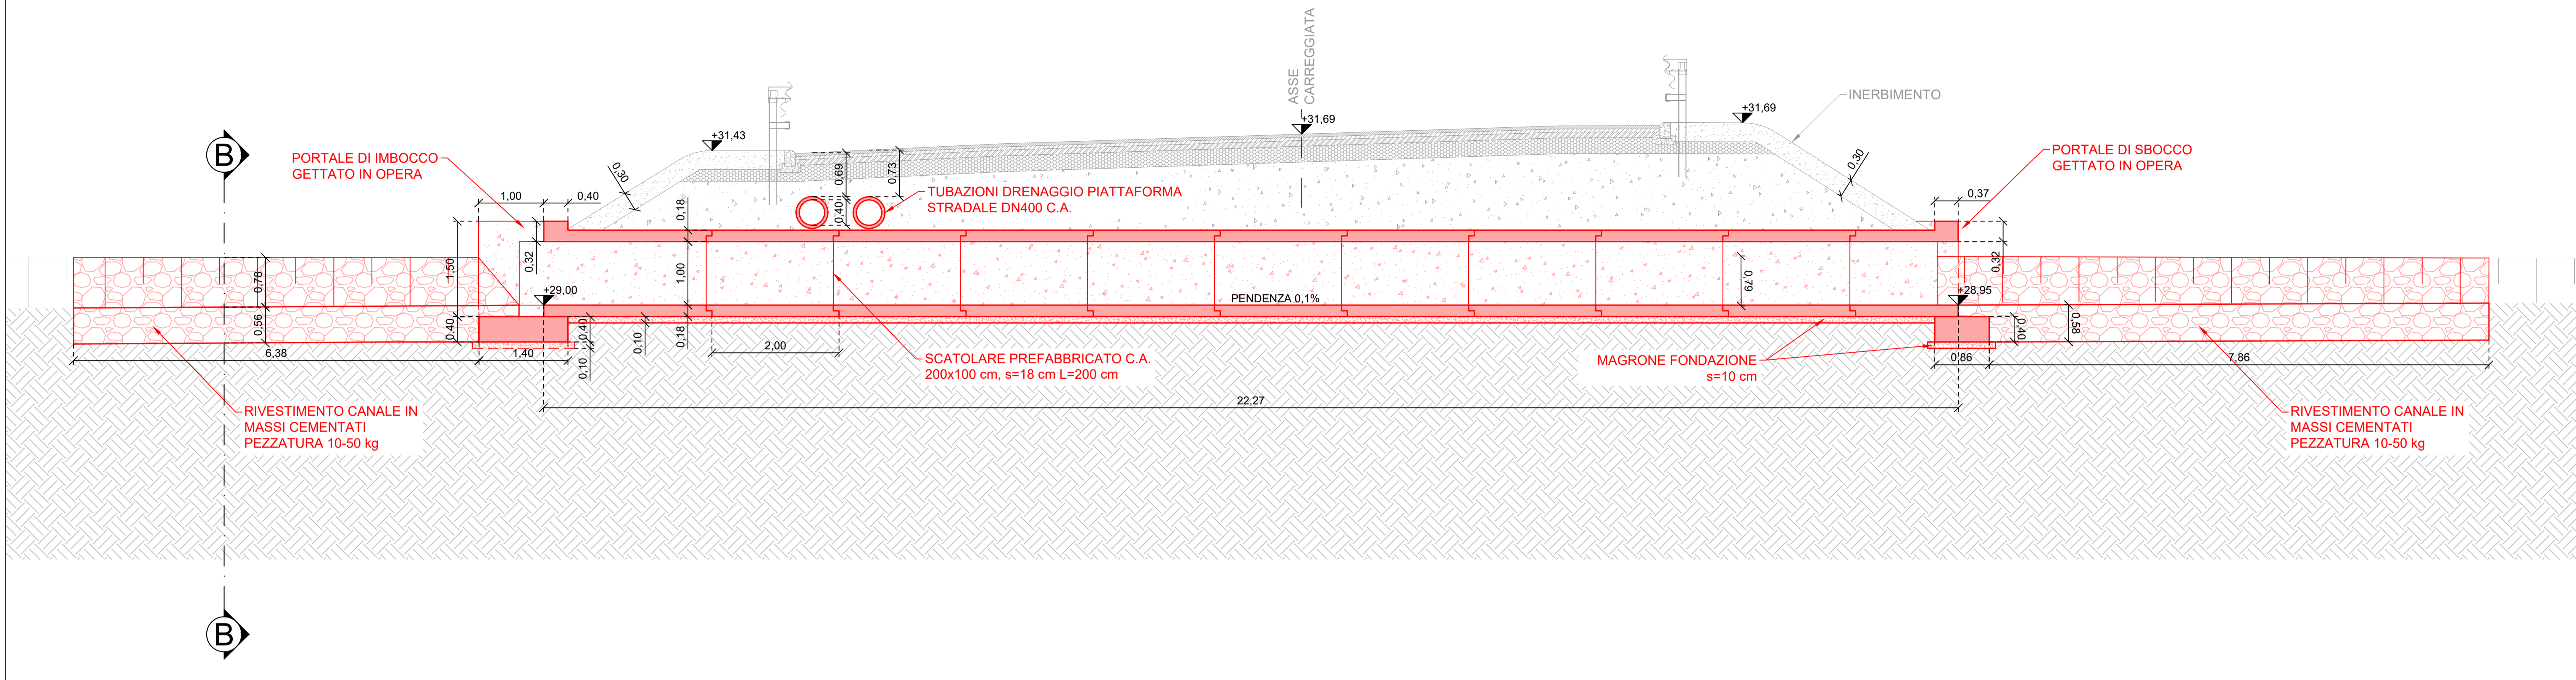 ASSE
CARREGGIATA
INERBIMENTO
+31,69
+31,69
+31,43
B
PORTALE DI IMBOCCO
GETTATO IN OPERA
PORTALE DI SBOCCO
GETTATO IN OPERA
0,30
0,69
0,73
0,30
TUBAZIONI DRENAGGIO PIATTAFORMA
STRADALE DN400 C.A.
1,00
0,40
0,18
0,40
0,37
1,50
0,32
0,78
1,00
0,79
0,32
+29,00
PENDENZA 0,1%
+28,95
0,56
0,40
0,40
0,10
0,18
0,10
0,40
0,58
6,38
1,40
2,00
SCATOLARE PREFABBRICATO C.A.
200x100 cm, s=18 cm L=200 cm
MAGRONE FONDAZIONE
s=10 cm
0,86
7,86
22,27
RIVESTIMENTO CANALE IN
MASSI CEMENTATI
PEZZATURA 10-50 kg
RIVESTIMENTO CANALE IN
MASSI CEMENTATI
PEZZATURA 10-50 kg
B